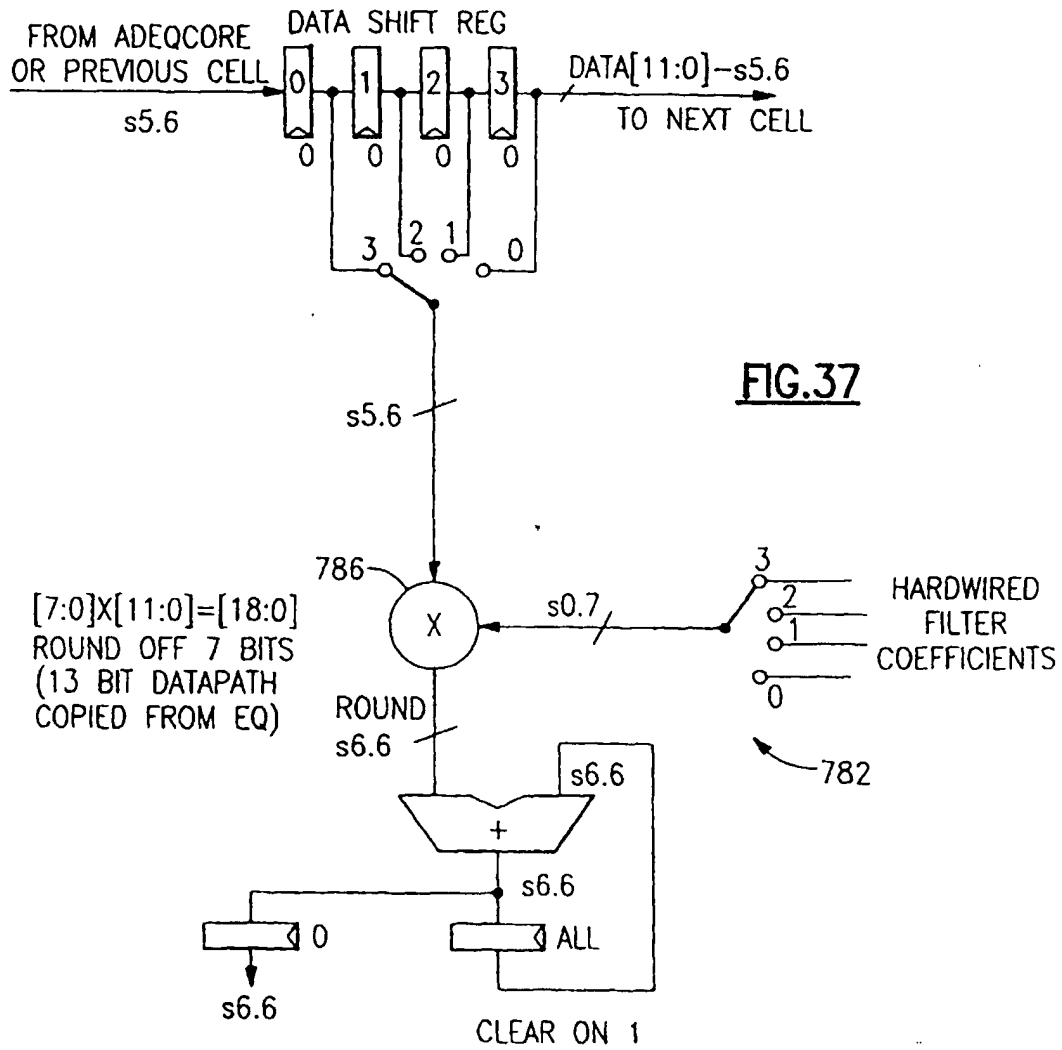 DATA SHIFT REG
FROM ADEQCORE
OR PREVIOUS CELL
s5.6
0
1
2
3
0
0
0
0
DATA[11:0]-s5.6
TO NEXT CELL
3
2
1
0
s5.6
FIG.37
786
X
s0.7
3
2
1
0
HARDWIRED
FILTER
COEFFICIENTS
782
[7:0]X[11:0]=[18:0]
ROUND OFF 7 BITS
(13 BIT DATAPATH
COPIED FROM EQ)
ROUND
s6.6
s6.6
+
s6.6
0
ALL
s6.6
CLEAR ON 1